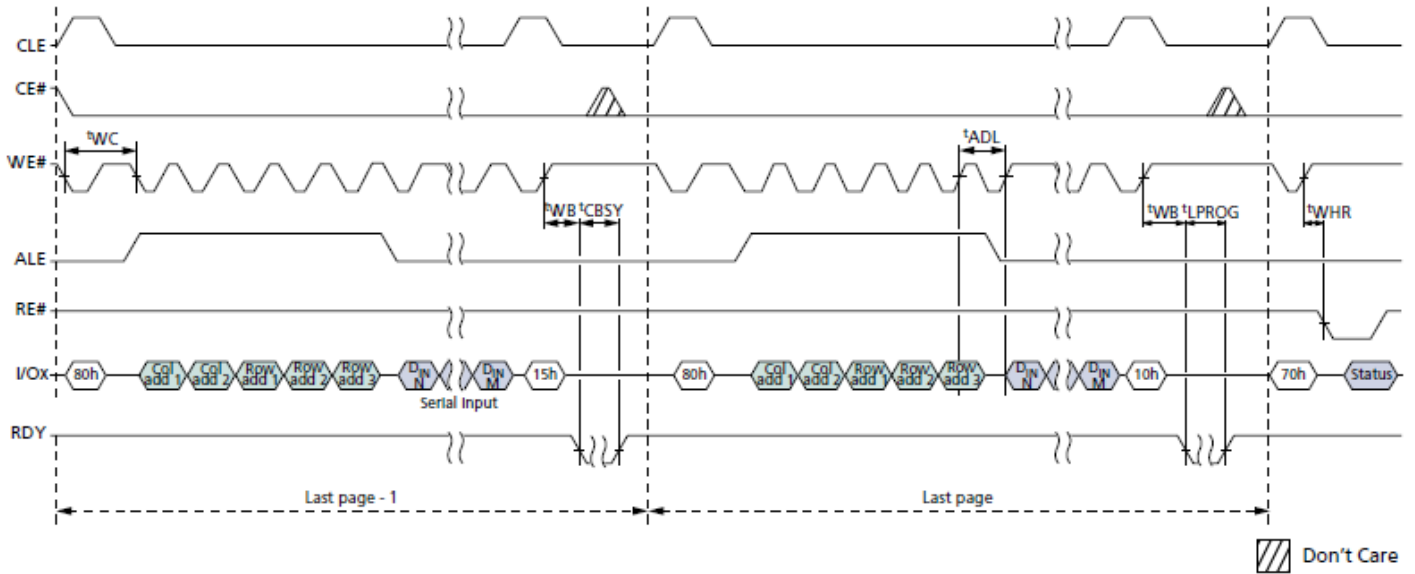 CLE
CE#
tWC
tADL
WE#
tWB tCBSY
tWB tLPROG
tWHR
ALE
RE#
I/Ox
80h
Col add 1
Col add 2
Row add 1
Row add 2
Row add 3
DIN N
DIN M
15h
80h
Col add 1
Col add 2
Row add 1
Row add 2
Row add 3
DIN N
DIN M
10h
70h
Status
Serial Input
RDY
Last page - 1
Last page
Don't Care